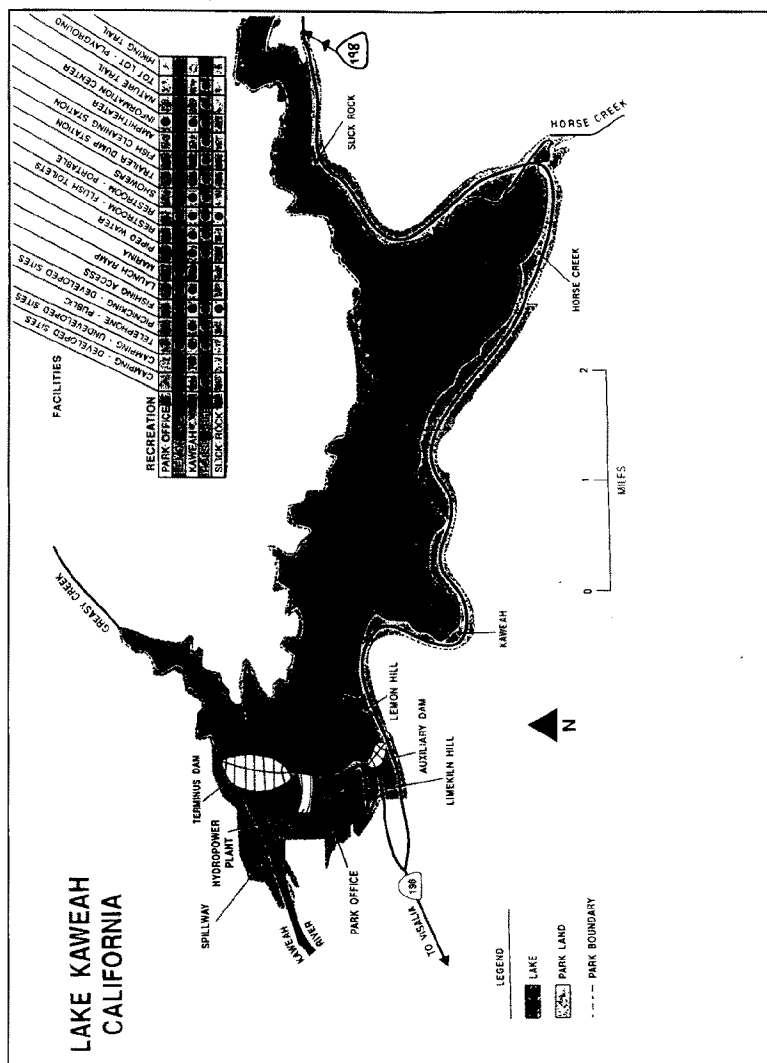 LAKE KAWEAH
CALIFORNIA
FACILITIES
CAMPING - DEVELOPED SITES
CAMPING - UNDEVELOPED SITES
TELEPHONE - PUBLIC
PICNICKING - DEVELOPED SITES
FISHING ACCESS
LAUNCH RAMP
MARINA
PIPED WATER
RESTROOM - FLUSH TOILETS
RESTROOM - PORTABLE
SHOWERS
TRAILER DUMP STATION
FISH CLEANING STATION
AMPHITHEATER
INFORMATION CENTER
NATURE TRAIL
TOT LOT - PLAYGROUND
HIKING TRAIL
RECREATION
PARK OFFICE
KAWEAH
SLICK ROCK
GREASY CREEK
198
SLICK ROCK
HORSE CREEK
HORSE CREEK
TERMINUS DAM
HYDROPOWER
PLANT
SPILLWAY
KAWEAH
RIVER
PARK OFFICE
LEMON HILL
AUXILIARY DAM
LIMEKILN HILL
KAWEAH
198
TO VISALIA
N
0 1 2
MILES
LEGEND
LAKE
PARK LAND
PARK BOUNDARY